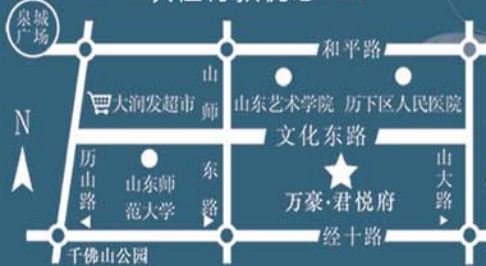 泉城
广场
和平路
山师东路
大润发超市
山东艺术学院
历下区人民医院
N
文化东路
历山路
山东师
范大学
万豪·君悦府
山大路
经十路
千佛山公园